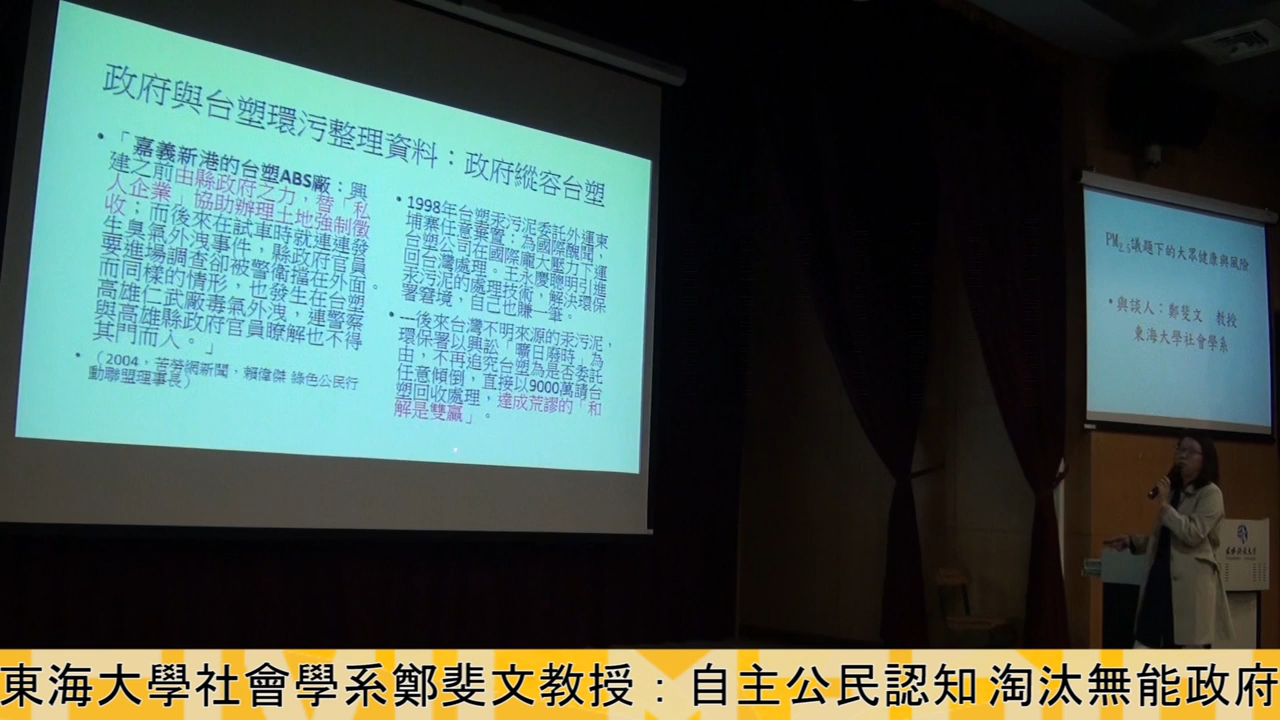 政府與台塑環污整理資料：政府縱容台塑
•「嘉義新港的台塑ABS廠：興
建之前由縣政府之力，替「私
人企業」協助辦理土地強制徵
收；而後來在試車時就連連發
生臭氣外洩事件，縣政府官員
要進場調查卻被警衛擋在外面。
而同樣的情形，也發生在台塑
高雄仁武廠毒氣外洩，連警察
與高雄縣政府官員瞭解也不得
其門而入。」
•（2004，苦勞網新聞、賴偉傑 綠色公民行
動聯盟理事長）
•1998年台塑汞污泥委託外運柬
埔寨任意棄置：為國際醜聞，
台塑公司在國際龐大壓力下運
回台灣處理。王永慶聰明引進
汞污泥的處理技術，解決環保
署窘境，自己也賺一筆。
•---後來台灣不明來源的汞污泥，
環保署以興訟「曠日廢時」為
由，不再追究台塑為是否委託
任意傾倒，直接以9000萬請台
塑回收處理，達成荒謬的「和
解是雙贏」。
PM2.5議題下的大眾健康與風險
•與談人：鄭斐文 教授
東海大學社會學系
東海大學社會學系鄭斐文教授：自主公民認知 淘汰無能政府